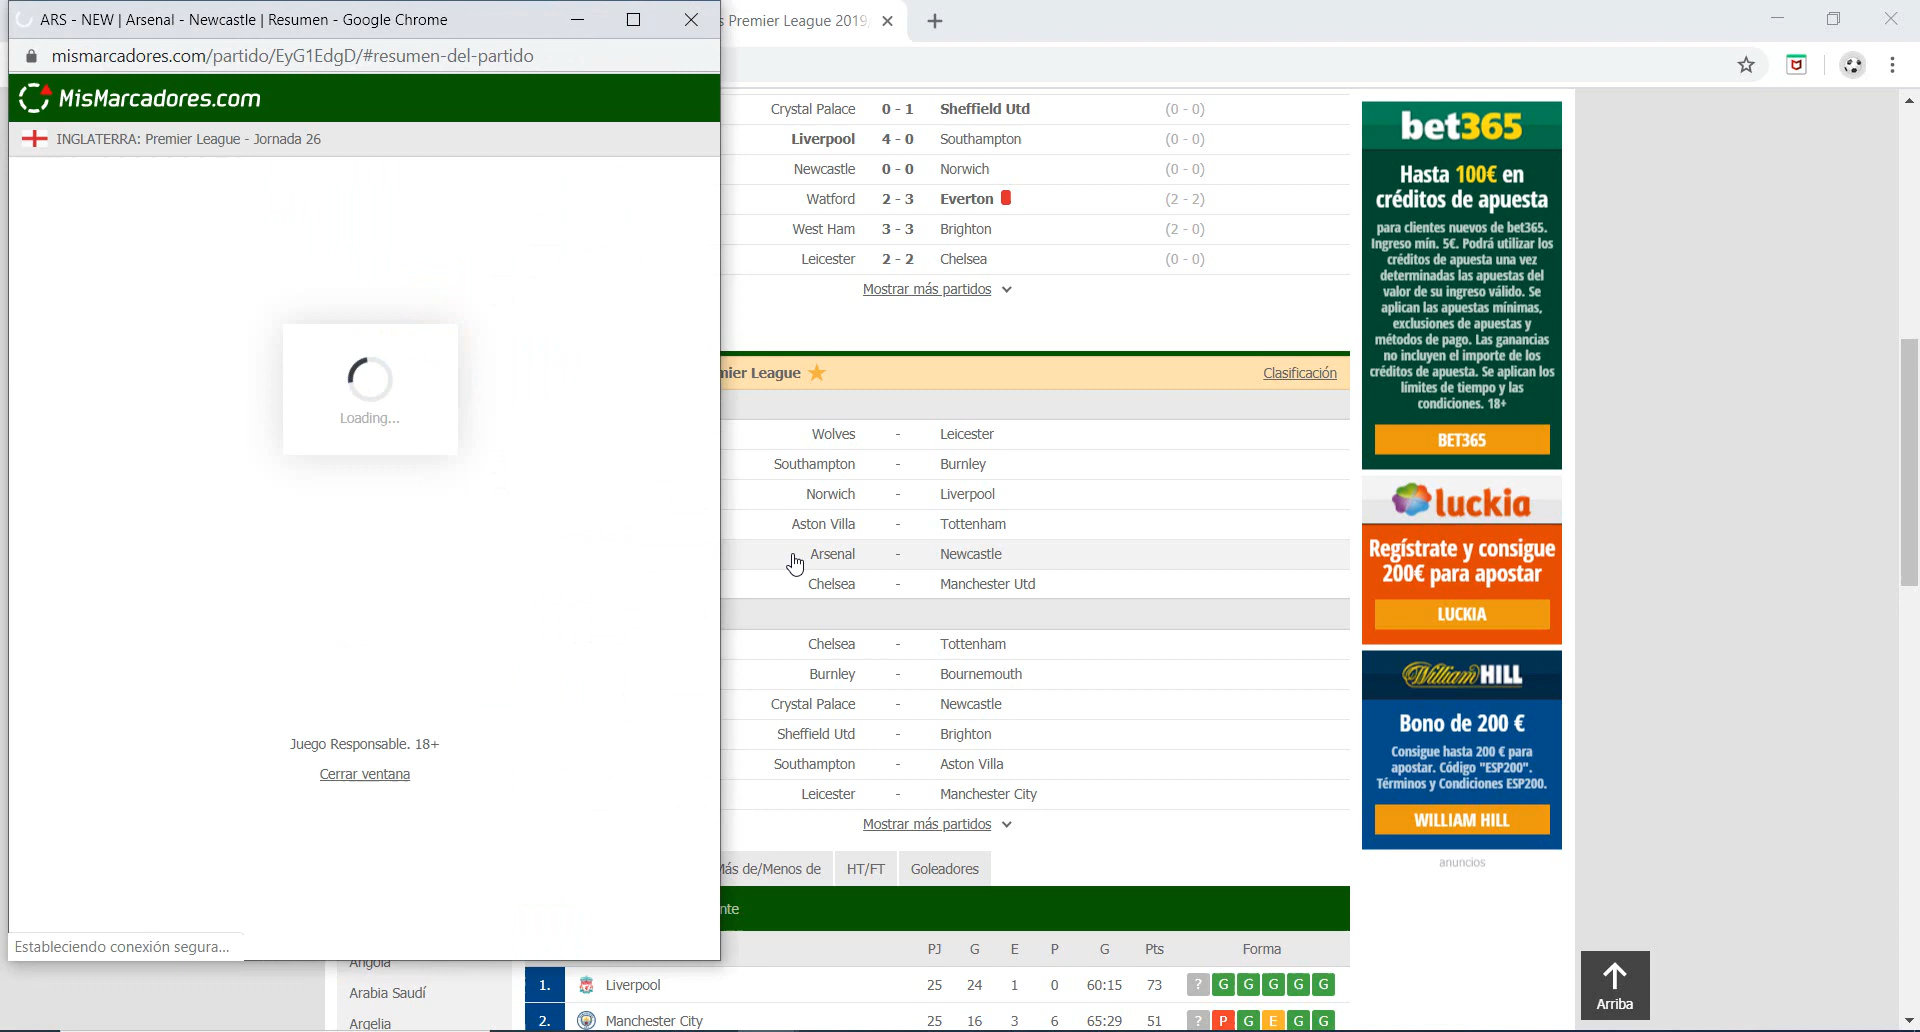 ARS - NEW | Arsenal - Newcastle | Resumen - Google Chrome
mismarcadores.com/partido/EyG1EdgD/#resumen-del-partido
MisMarcadores.com
INGLATERRA: Premier League - Jornada 26
Loading...
Juego Responsable. 18+
Cerrar ventana
Estableciendo conexión segura...
s Premier League 2019
Crystal Palace 0 - 1 Sheffield Utd (0 - 0)
Liverpool 4 - 0 Southampton (0 - 0)
Newcastle 0 - 0 Norwich (0 - 0)
Watford 2 - 3 Everton (2 - 2)
West Ham 3 - 3 Brighton (2 - 0)
Leicester 2 - 2 Chelsea (0 - 0)
Mostrar más partidos
mier League Clasificación
Wolves - Leicester
Southampton - Burnley
Norwich - Liverpool
Aston Villa - Tottenham
Arsenal - Newcastle
Chelsea - Manchester Utd
Chelsea - Tottenham
Burnley - Bournemouth
Crystal Palace - Newcastle
Sheffield Utd - Brighton
Southampton - Aston Villa
Leicester - Manchester City
Mostrar más partidos
Más de/Menos de HT/FT Goleadores
nte
PJ G E P G Pts Forma
1. Liverpool 25 24 1 0 60:15 73 ? G G G G G
2. Manchester City 25 16 3 6 65:29 51 ? P G E G G
Angola
Arabia Saudí
Argelia
bet365
Hasta 100€ en
créditos de apuesta
para clientes nuevos de bet365.
Ingreso mín. 5€. Podrá utilizar los
créditos de apuesta una vez
determinadas las apuestas del
valor de su ingreso válido. Se
aplican las apuestas mínimas,
exclusiones de apuestas y
métodos de pago. Las ganancias
no incluyen el importe de los
créditos de apuesta. Se aplican los
límites de tiempo y las
condiciones. 18+
BET365
luckia
Regístrate y consigue
200€ para apostar
LUCKIA
William HILL
Bono de 200 €
Consigue hasta 200 € para
apostar. Código "ESP200".
Términos y Condiciones ESP200.
WILLIAM HILL
anuncios
Arriba